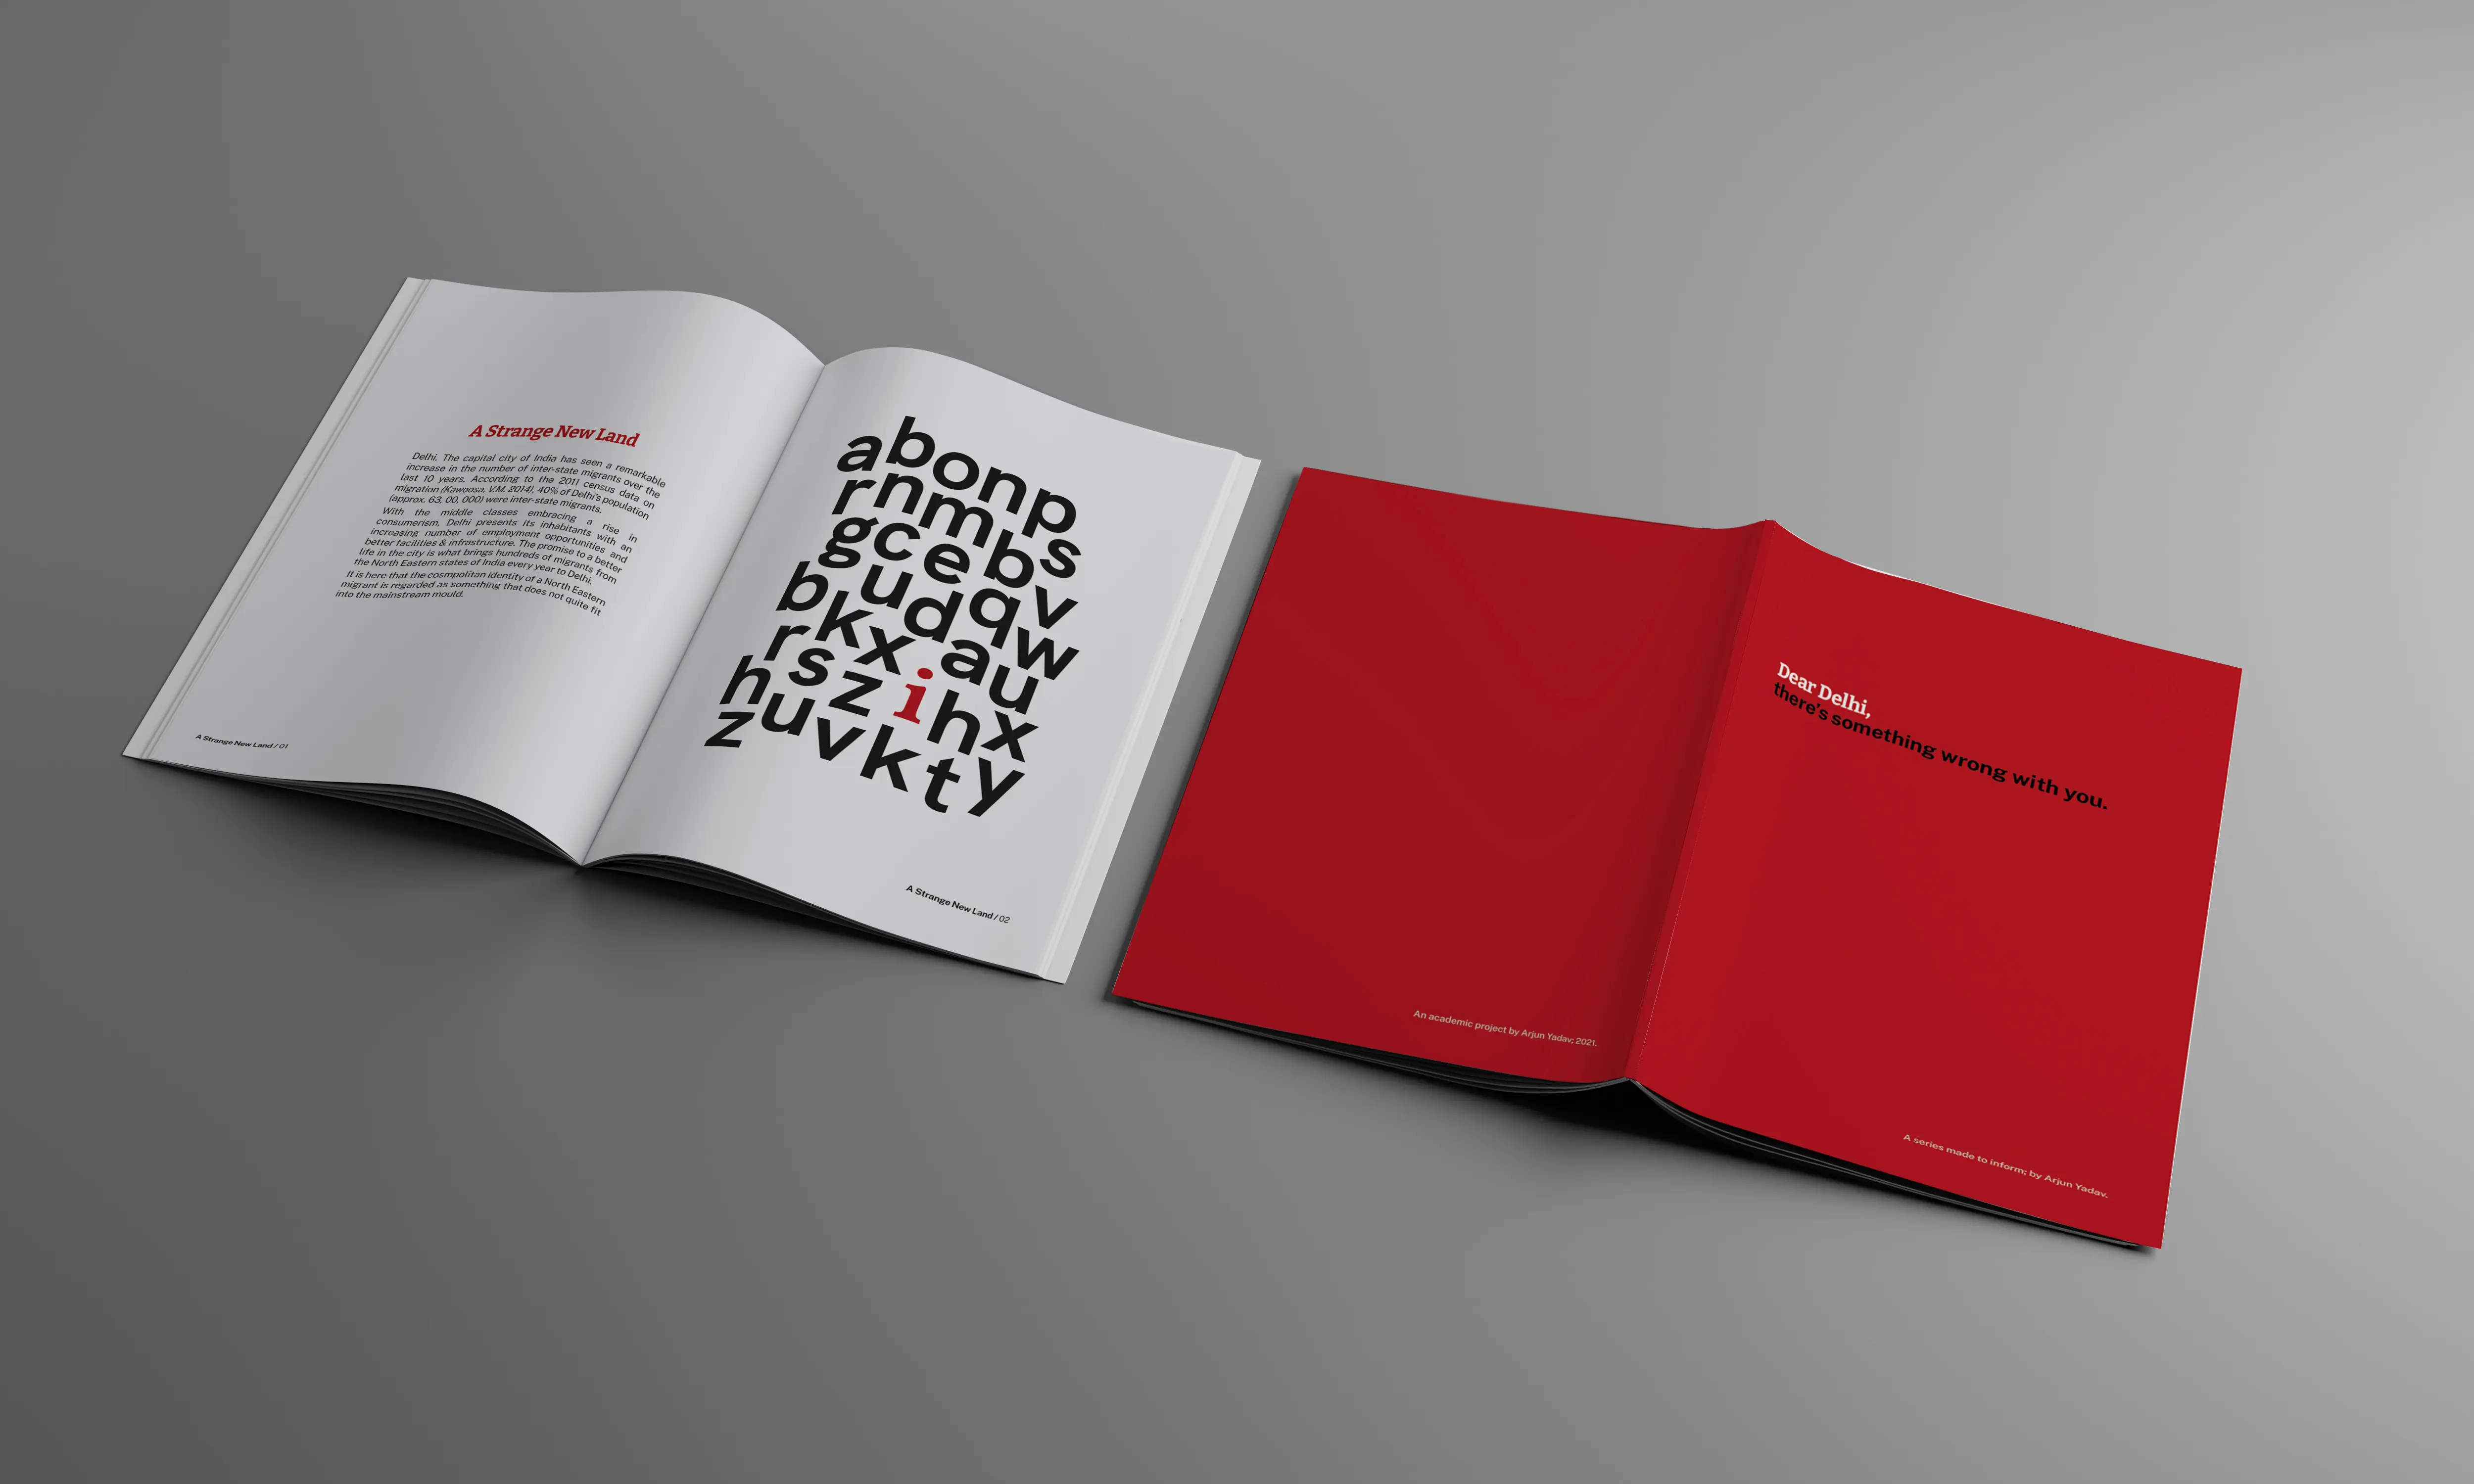 A Strange New Land
Delhi. The capital city of India has seen a remarkable
increase in the number of inter-state migrants over the
last 10 years. According to the 2011 census data on
migration (Kawoosa, V.M. 2014), 40% of Delhi's population
(approx. 63, 00, 000) were inter-state migrants.
With the middle classes embracing a rise in
consumerism, Delhi presents its inhabitants with an
increasing number of employment opportunities and
better facilities & infrastructure. The promise to a better
life in the city is what brings hundreds of migrants from
the North Eastern states of India every year to Delhi.
It is here that the cosmpolitan identity of a North Eastern
migrant is regarded as something that does not quite fit
into the mainstream mould.
A Strange New Land / 01
abonp
rnms
gcebv
budqw
rkxau
hszihx
zuvkty
A Strange New Land / 02
An academic project by Arjun Yadav; 2021.
Dear Delhi,
there's something wrong with you.
A series made to inform; by Arjun Yadav.